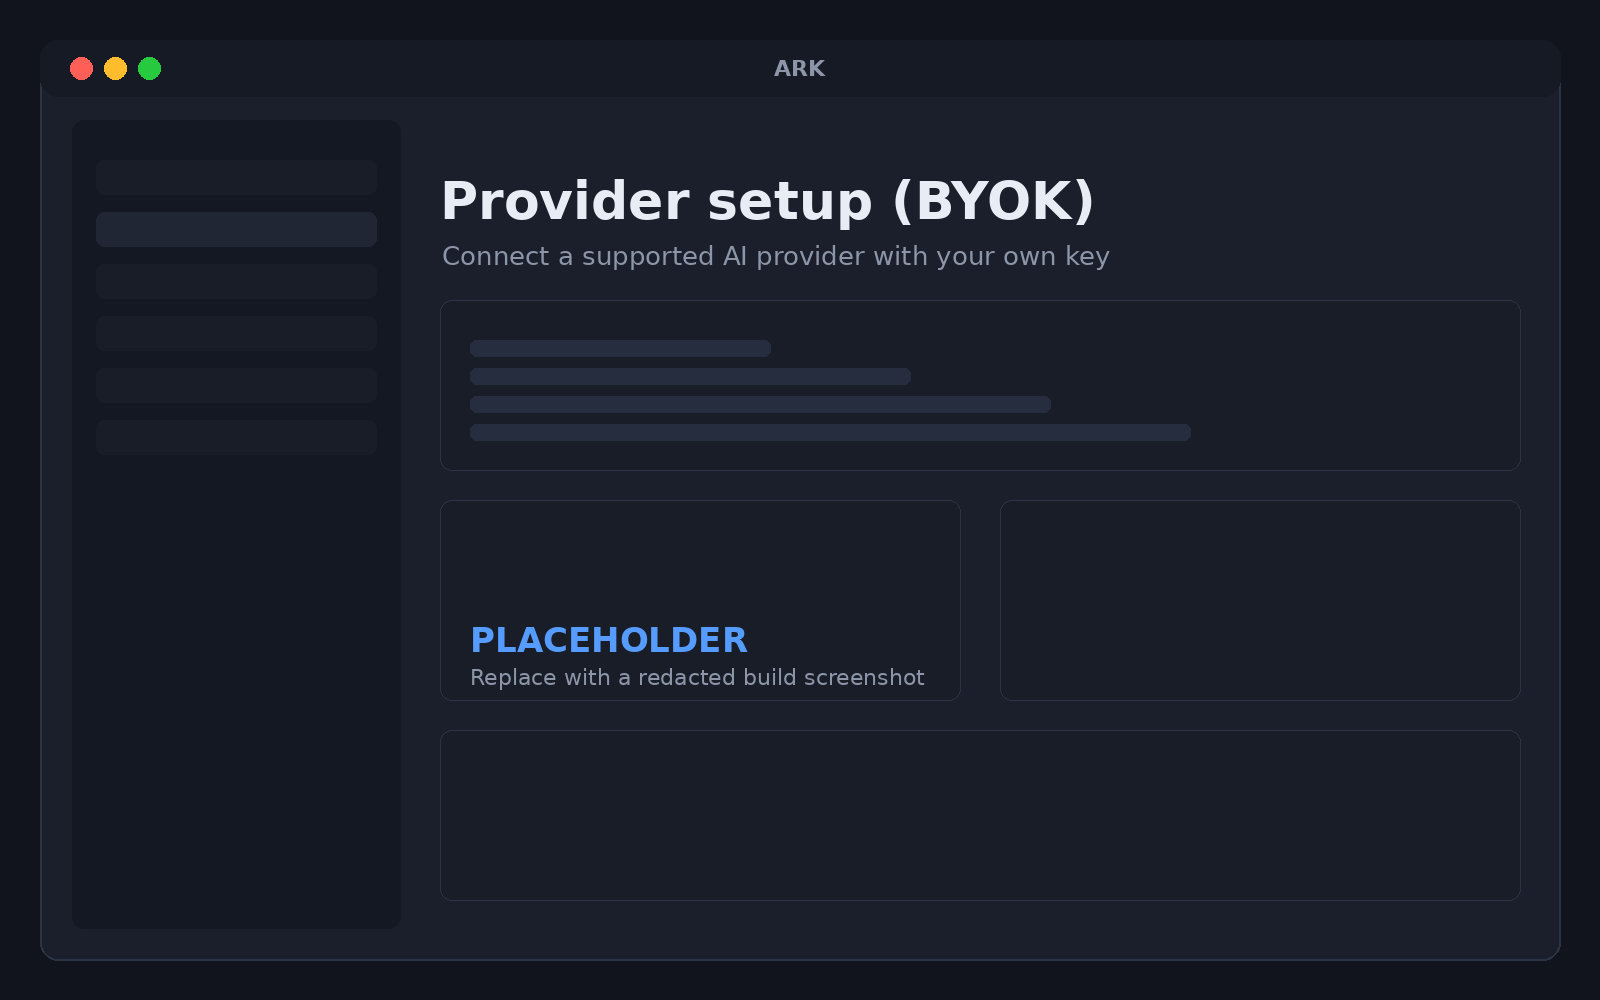 ARK
Provider setup (BYOK)
Connect a supported AI provider with your own key
PLACEHOLDER
Replace with a redacted build screenshot